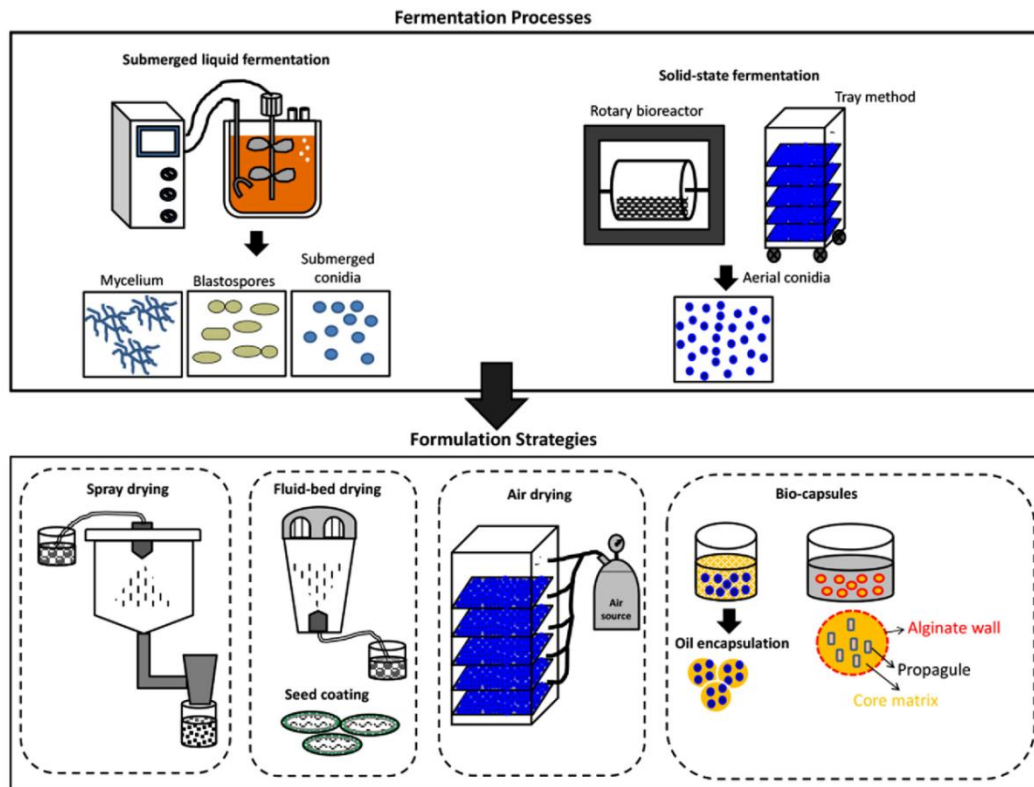 Fermentation Processes
Submerged liquid fermentation
Solid-state fermentation
Rotary bioreactor
Tray method
Mycelium
Blastospores
Submerged
conidia
Aerial conidia
Formulation Strategies
Spray drying
Fluid-bed drying
Seed coating
Air drying
Air
source
Bio-capsules
Oil encapsulation
Alginate wall
Propagule
Core matrix